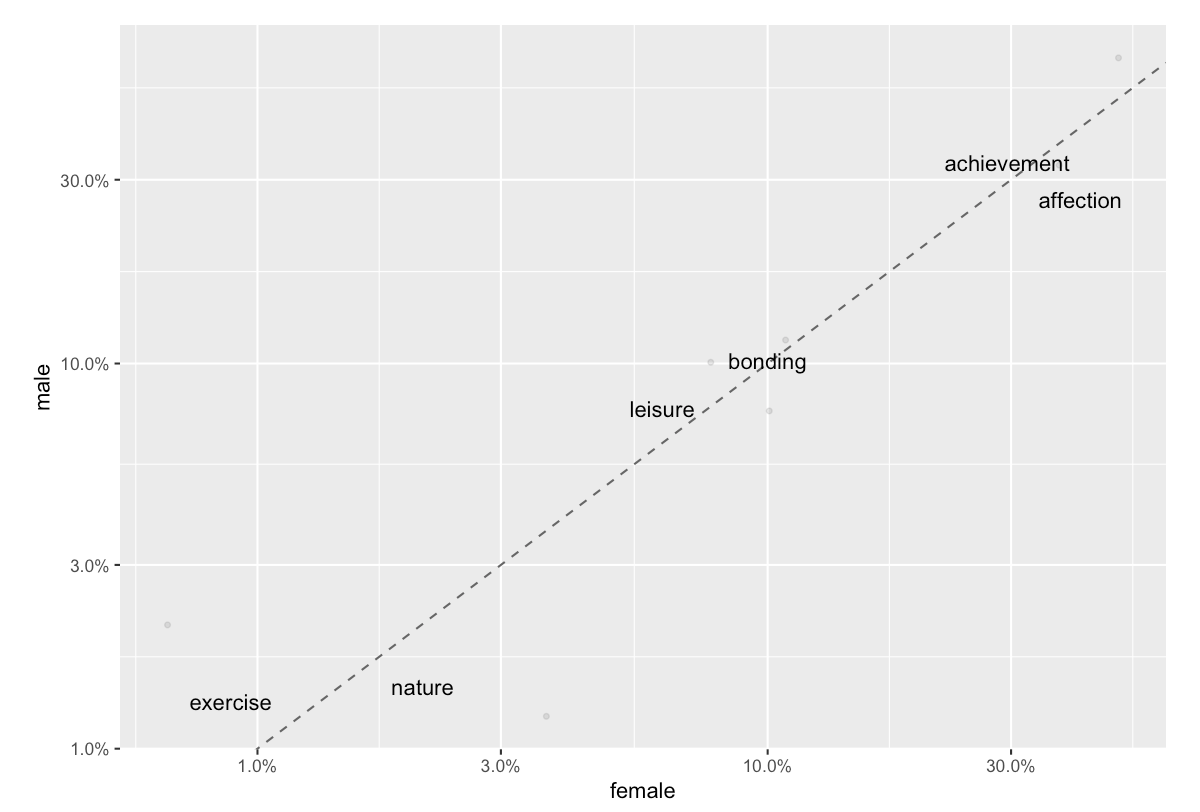 achievement
30.0%
affection
10.0%
bonding
leisure
male
3.0%
nature
exercise
1.0%
1.0%
3.0%
10.0%
30.0%
female